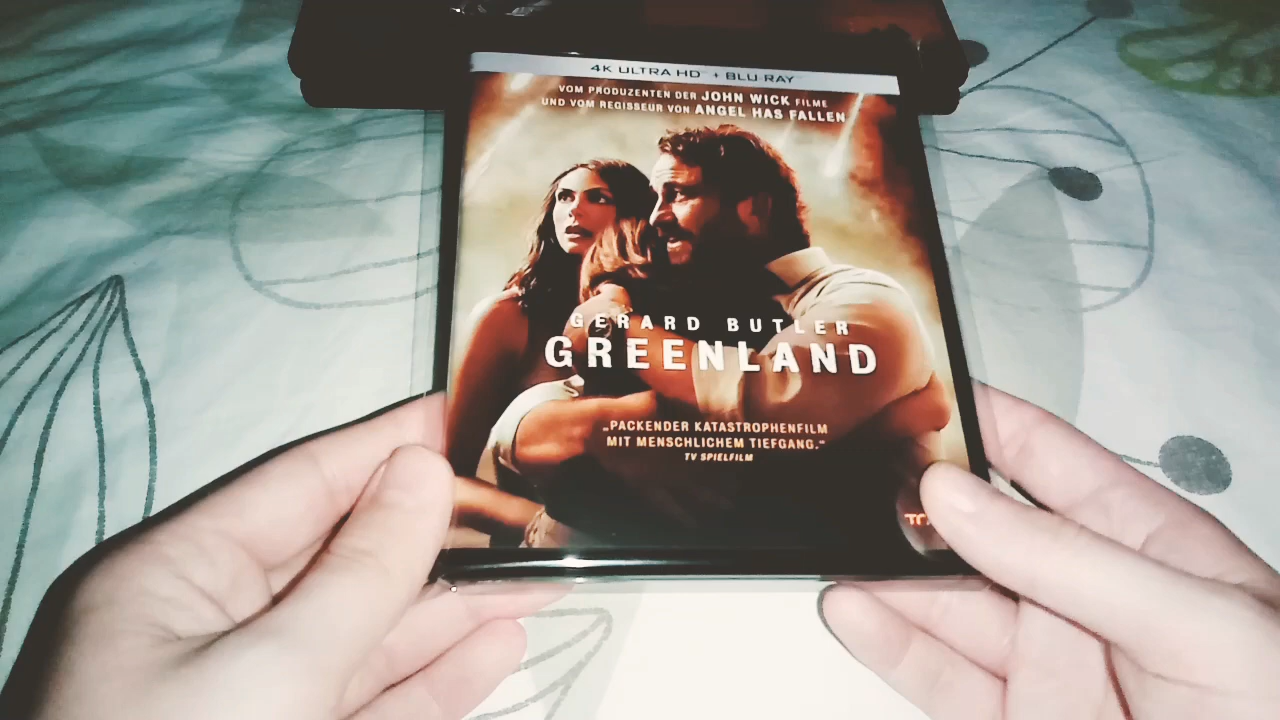 4K ULTRA HD + BLU-RAY
VOM PRODUZENTEN DER JOHN WICK FILME
UND VOM REGISSEUR VON ANGEL HAS FALLEN
GERARD BUTLER
GREENLAND
„PACKENDER KATASTROPHENFILM
MIT MENSCHLICHEM TIEFGANG.“
TV SPIELFILM